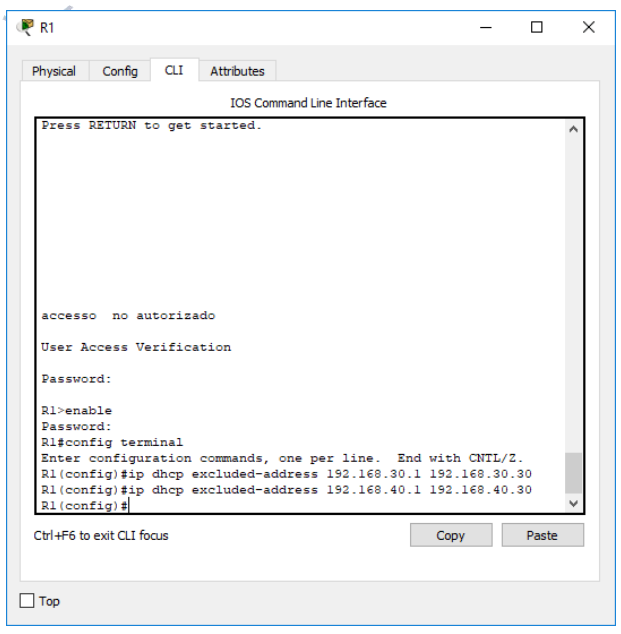 R1
Physical Config CLI Attributes
IOS Command Line Interface
Press RETURN to get started.
accesso  no autorizado
User Access Verification
Password:
R1>enable
Password:
R1#config terminal
Enter configuration commands, one per line.  End with CNTL/Z.
R1(config)#ip dhcp excluded-address 192.168.30.1 192.168.30.30
R1(config)#ip dhcp excluded-address 192.168.40.1 192.168.40.30
R1(config)#
Ctrl+F6 to exit CLI focus
Copy Paste
Top